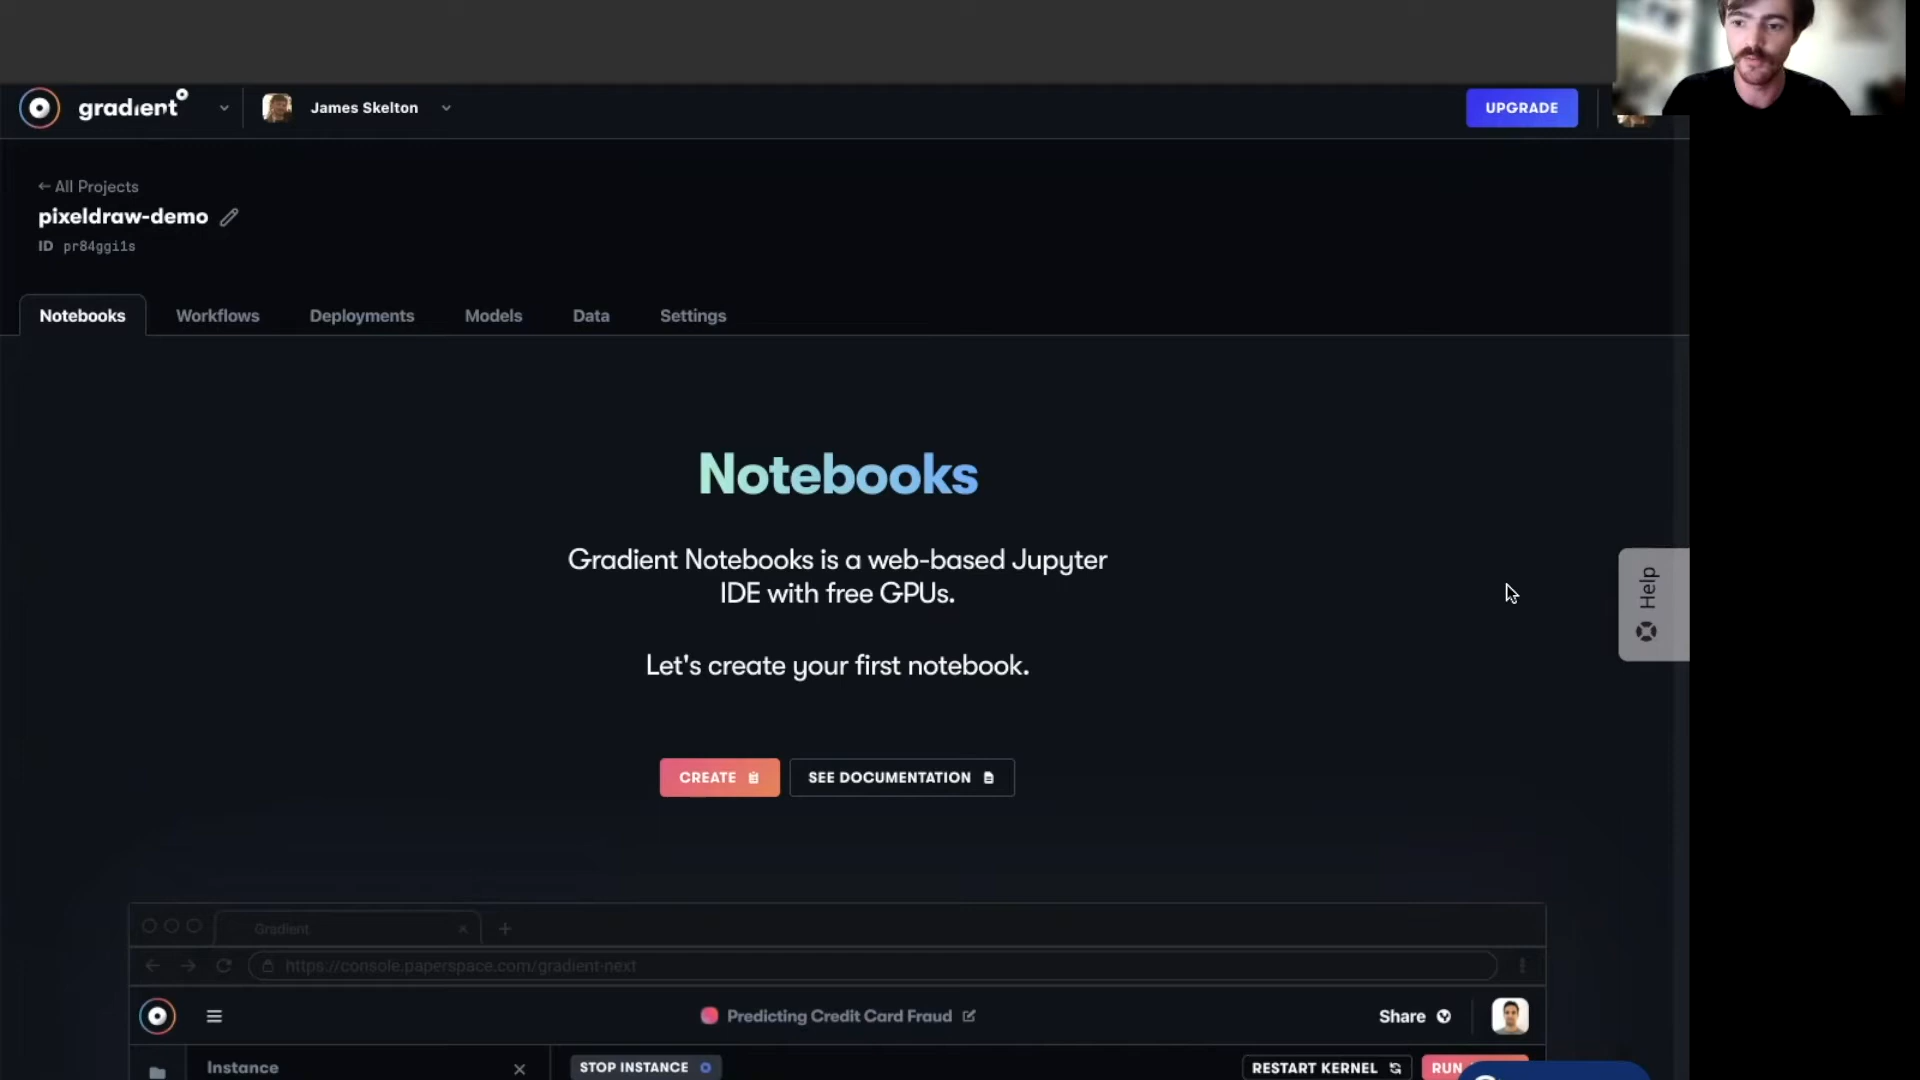 gradient
James Skelton
UPGRADE
← All Projects
pixeldraw-demo
ID pr84ggi1s
Notebooks
Workflows
Deployments
Models
Data
Settings
Notebooks
Gradient Notebooks is a web-based Jupyter
IDE with free GPUs.
Let's create your first notebook.
CREATE
SEE DOCUMENTATION
Help
Gradient
https://console.paperspace.com/gradient-next
Predicting Credit Card Fraud
Share
Instance
STOP INSTANCE
RESTART KERNEL
RUN